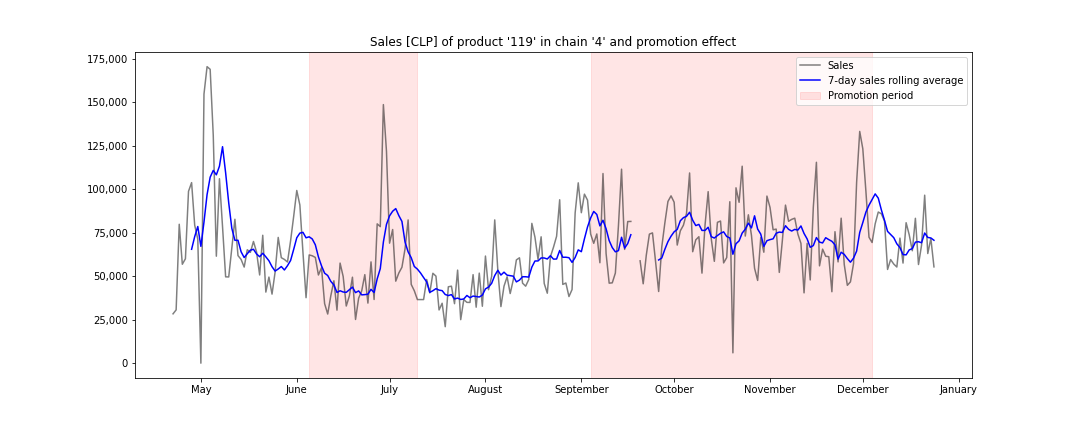 Sales [CLP] of product '119' in chain '4' and promotion effect
175,000
150,000
125,000
100,000
75,000
50,000
25,000
0
Sales
7-day sales rolling average
Promotion period
May June July August September October November December January